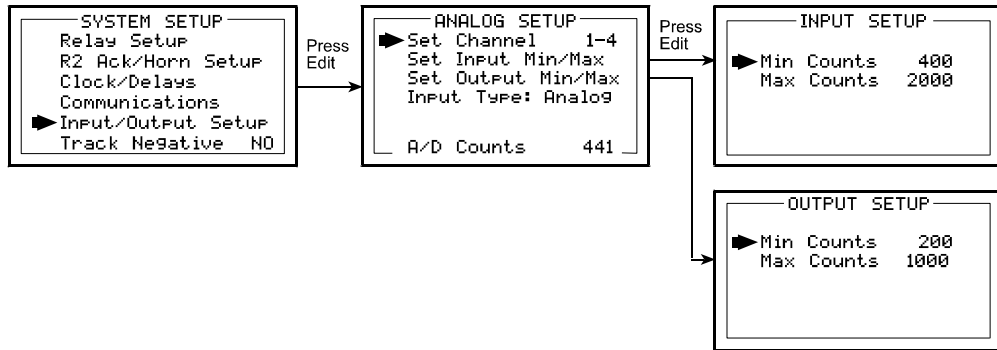 SYSTEM SETUP
Relay Setup
R2 Ack/Horn Setup
Clock/Delays
Communications
Input/Output Setup
Track Negative NO
Press
Edit
ANALOG SETUP
Set Channel 1-4
Set Input Min/Max
Set Output Min/Max
Input Type: Analog
A/D Counts 441
Press
Edit
INPUT SETUP
Min Counts 400
Max Counts 2000
OUTPUT SETUP
Min Counts 200
Max Counts 1000